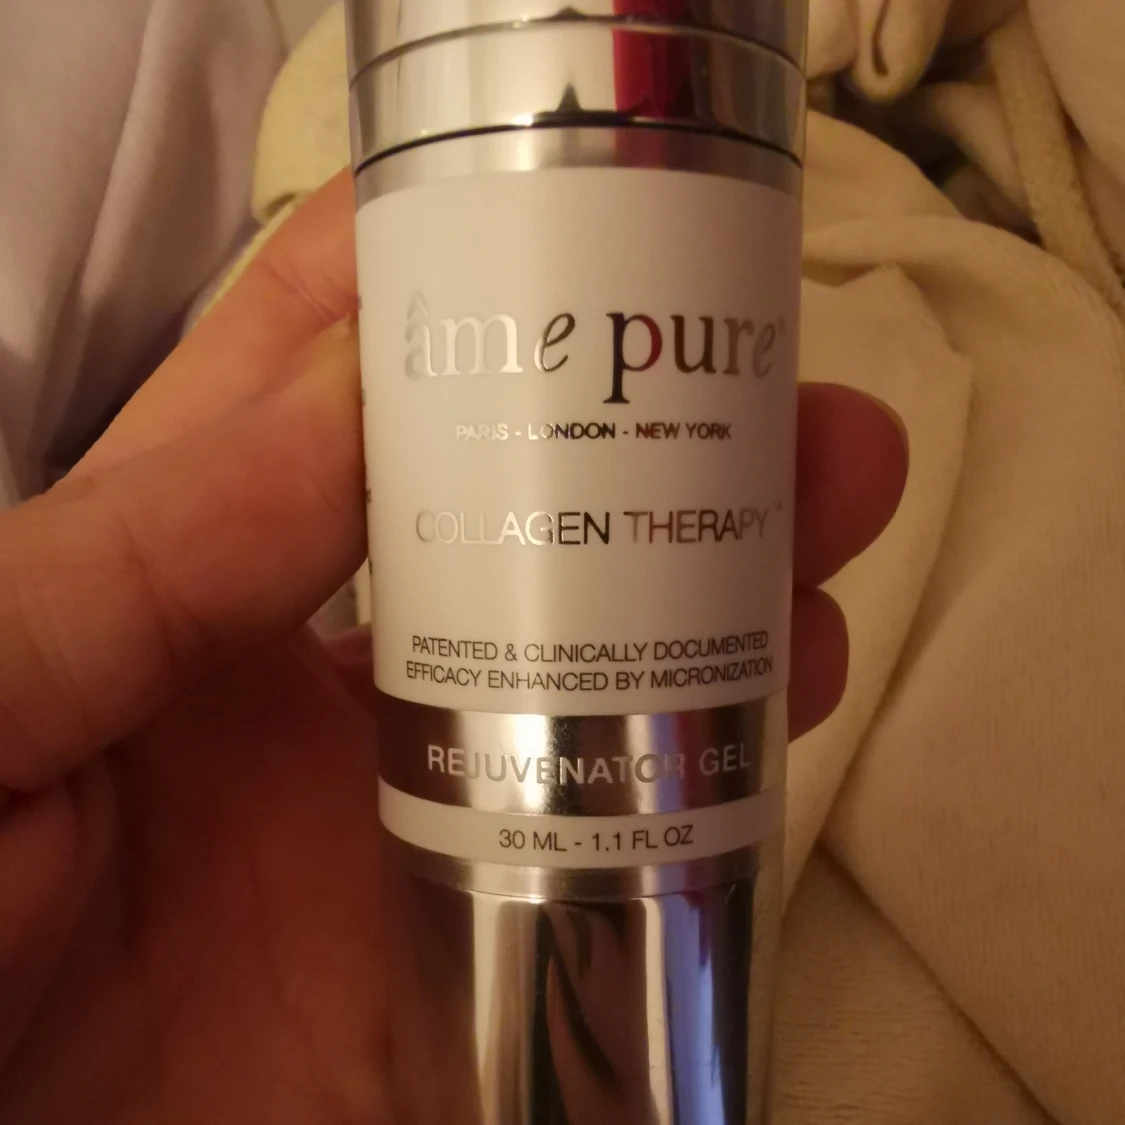 âme pure®
PARIS - LONDON - NEW YORK
COLLAGEN THERAPY™
PATENTED & CLINICALLY DOCUMENTED
EFFICACY ENHANCED BY MICRONIZATION
REJUVENATOR GEL
30 ML - 1.1 FL OZ